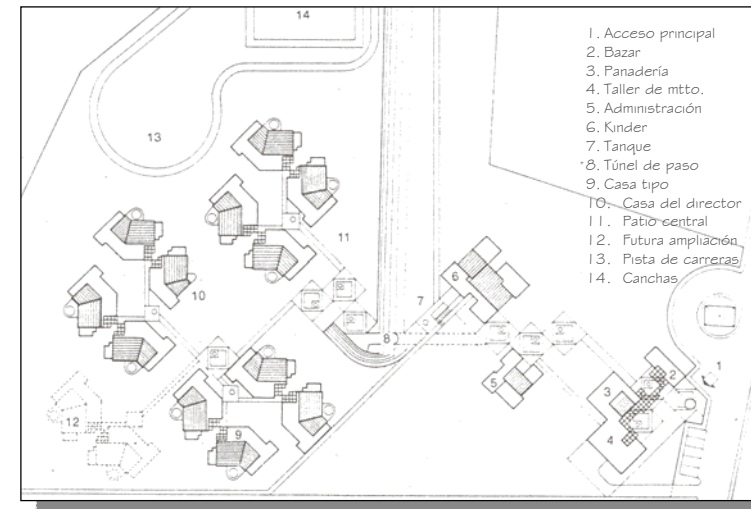 14
1. Acceso principal
2. Bazar
3. Panadería
4. Taller de mtto.
5. Administración
6. Kinder
7. Tanque
8. Túnel de paso
9. Casa tipo
10. Casa del director
11. Patio central
12. Futura ampliación
13. Pista de carreras
14. Canchas
13
11
6
10
7
8
1
2
5
3
12
9
4